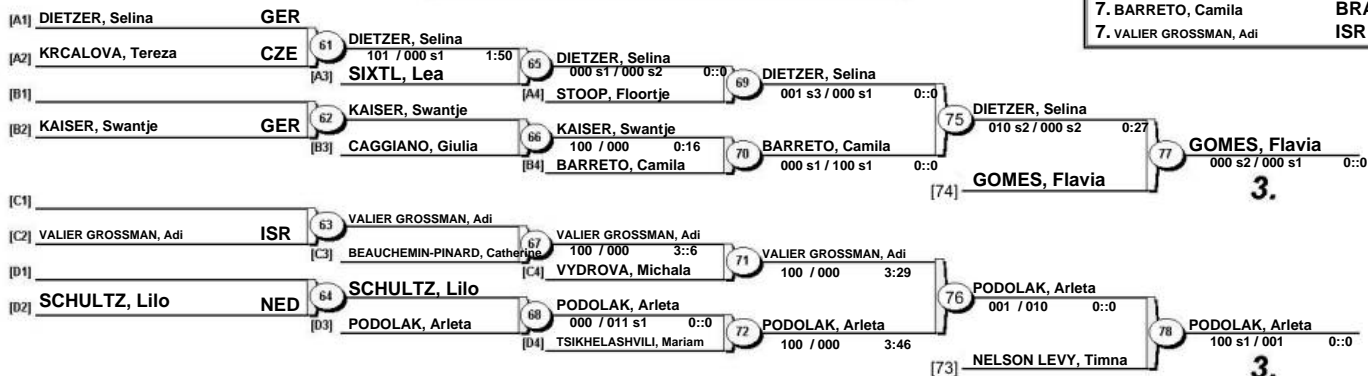 7. BARRETO, Camila BRA
7. VALIER GROSSMAN, Adi ISR
[A1] DIETZER, Selina GER
[A2] KRCALOVA, Tereza CZE
61
DIETZER, Selina
101 / 000 s1 1:50
[A3] SIXTL, Lea
65
DIETZER, Selina
000 s1 / 000 s2 0::0
[A4] STOOP, Floortje
69
DIETZER, Selina
001 s3 / 000 s1 0::0
[B1]
[B2] KAISER, Swantje GER
62
KAISER, Swantje
[B3] CAGGIANO, Giulia
66
KAISER, Swantje
100 / 000 0:16
[B4] BARRETO, Camila
70
BARRETO, Camila
000 s1 / 100 s1 0::0
75
DIETZER, Selina
010 s2 / 000 s2 0:27
[74] GOMES, Flavia
77
GOMES, Flavia
000 s2 / 000 s1 0::0
3.
[C1]
[C2] VALIER GROSSMAN, Adi ISR
63
VALIER GROSSMAN, Adi
[C3] BEAUCHEMIN-PINARD, Catherine
67
VALIER GROSSMAN, Adi
100 / 000 3::6
[C4] VYDROVA, Michala
71
VALIER GROSSMAN, Adi
100 / 000 3:29
[D1]
[D2] SCHULTZ, Lilo NED
64
SCHULTZ, Lilo
[D3] PODOLAK, Arleta
68
PODOLAK, Arleta
000 / 011 s1 0::0
[D4] TSIKHELASHVILI, Mariam
72
PODOLAK, Arleta
100 / 000 3:46
76
PODOLAK, Arleta
001 / 010 0::0
[73] NELSON LEVY, Timna
78
PODOLAK, Arleta
100 s1 / 001 0::0
3.